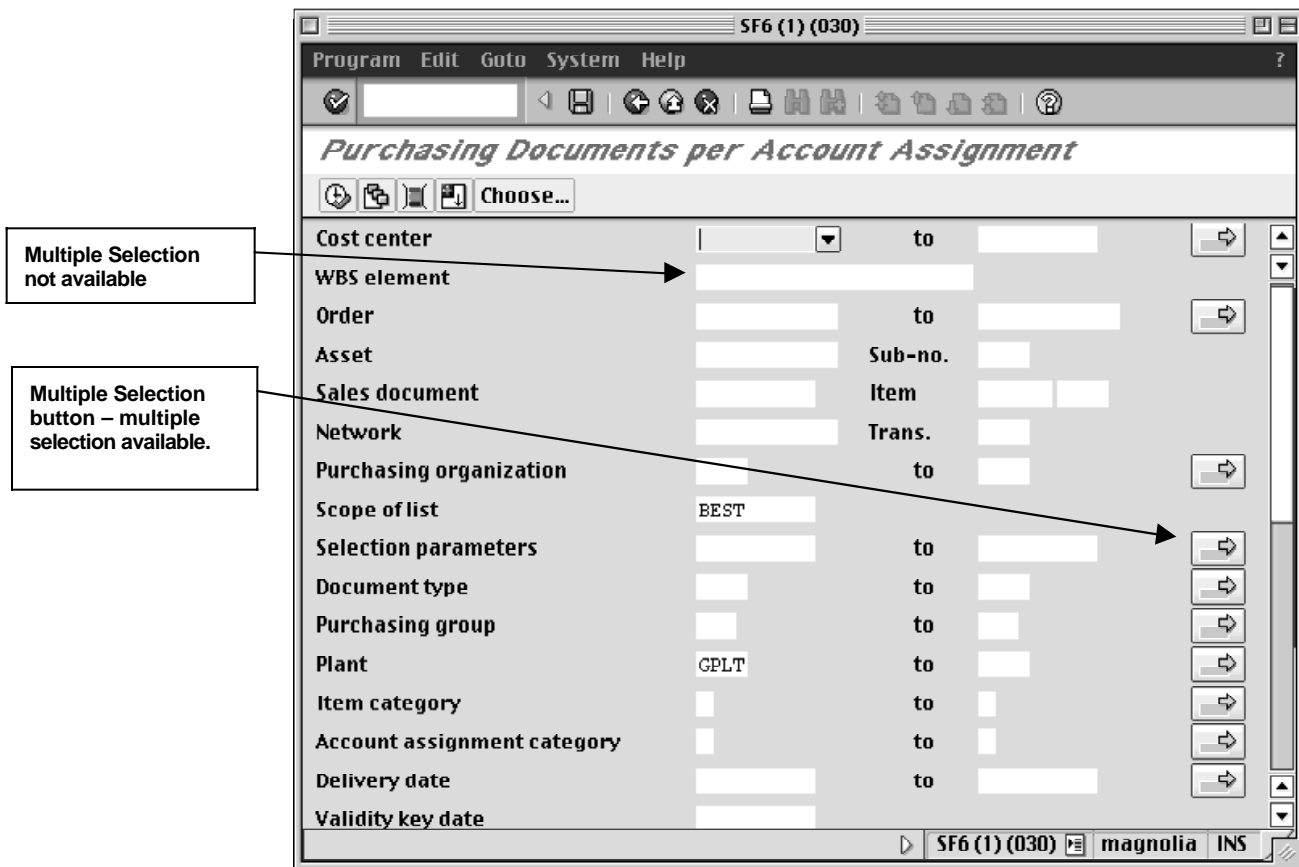 SF6 (1) (030)
Program Edit Goto System Help ?
Purchasing Documents per Account Assignment
Choose...
Cost center to
Multiple Selection
not available
WBS element
Order to
Asset Sub-no.
Multiple Selection
button – multiple
selection available.
Sales document Item
Network Trans.
Purchasing organization to
Scope of list BEST
Selection parameters to
Document type to
Purchasing group to
Plant GPLT to
Item category to
Account assignment category to
Delivery date to
Validity key date
SF6 (1) (030) magnolia INS